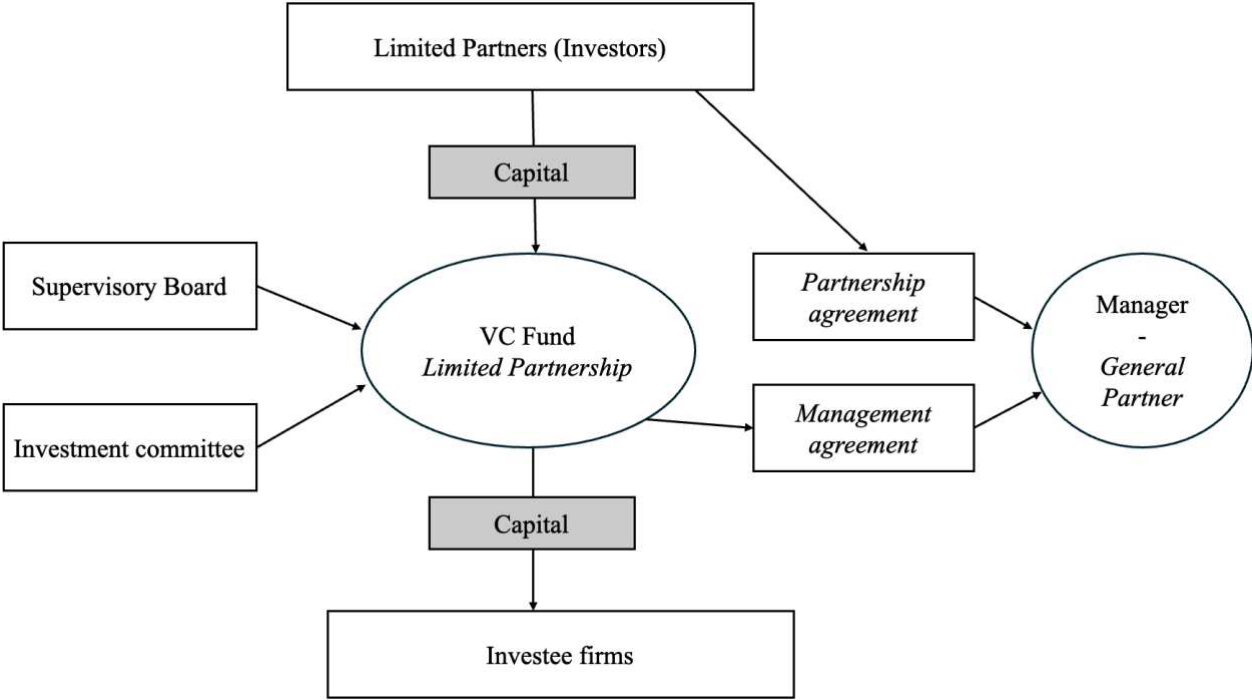 Limited Partners (Investors)
Capital
Supervisory Board
Partnership
agreement
Manager
-
General
Partner
VC Fund
Limited Partnership
Investment committee
Management
agreement
Capital
Investee firms